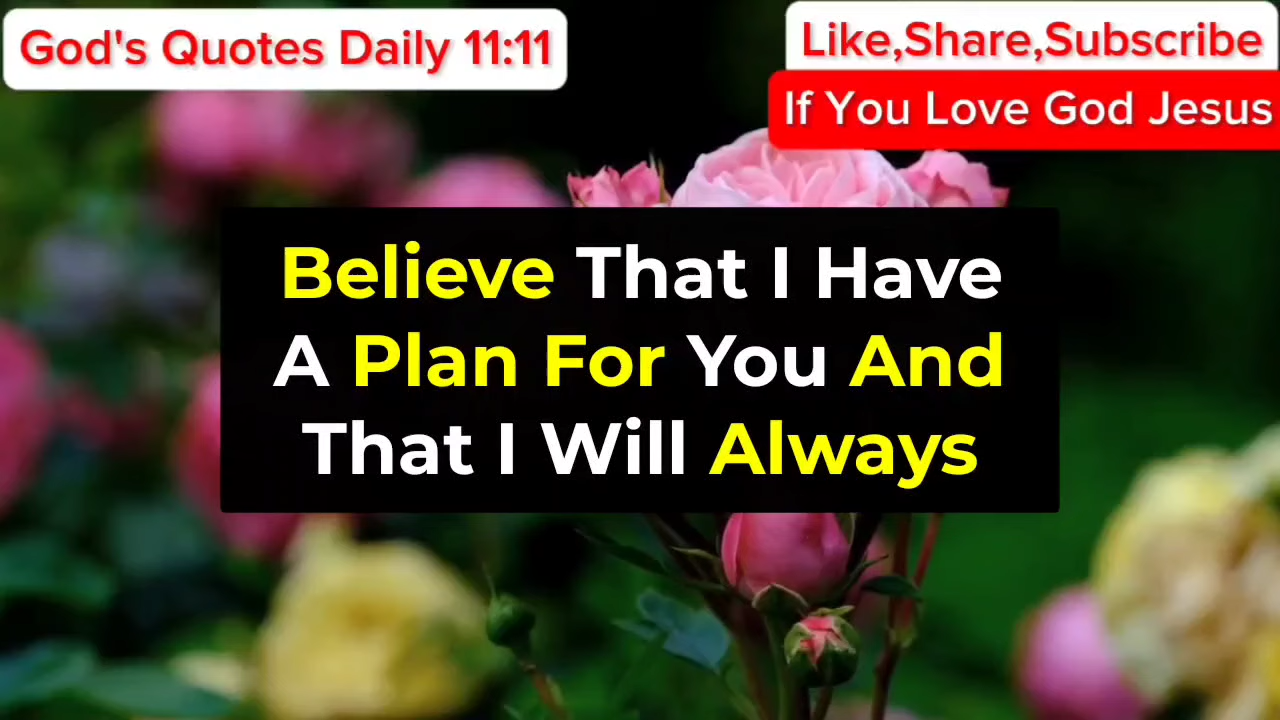 God's Quotes Daily 11:11
Like,Share,Subscribe
If You Love God Jesus
Believe That I Have
A Plan For You And
That I Will Always